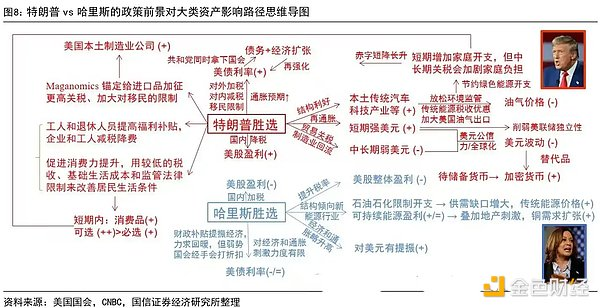 图8：特朗普 vs 哈里斯的政策前景对大类资产影响路径思维导图
美国本土制造业公司 (+)
共和党同时拿下国会
债务 + 经济扩张
再强化
美债利率(+)
赤字短降长升
短期增加家庭开支，但中
长期关税会加剧家庭负担
Maganomics 锚定给进口品加征
更高关税、加大对移民的限制
对外加税
对内减税
移民限制
通胀预期↑
节约绿色能源开支
结构利好
本土传统汽车
科技产业等 (+)
放松环境监管
传统能源税收优惠
加大美国油气出口
油气价格(-)
工人和退休人员提高福利补贴，
企业和工人减税降费
特朗普胜选
再通胀
短期强美元 (+)
贸易关税
制造业回流
中长期弱美元 (-)
美元公信
力/全球化
削弱美联储独立性
美元波动 (-)
国内降税
美股盈利(+)
替代品
待储备货币→加密货币 (+)
促进消费力提升，用较低的税
收、基础生活成本和监管法律
限制来改善居民生活条件
短期内：消费品(+)
可选 (++)>必选 (+)
美股盈利(-)
国内加税
提升税率
美股整体盈利 (-)
哈里斯胜选
结构倾向新
能源行业
石油石化限制开支→供需缺口增大，传统能源价格(+)
可持续能源盈利(+/=)→叠加地产刺激，铜需求扩张(+)
经济和通
胀略升高
对美元有提振(+)
财政补贴提振经济，
力求回暖，但弱势
国会经手会打折扣
对经济和通胀
刺激力度有限
美债利率(-/=)
金色财经
资料来源：美国国会，CNBC，国信证券经济研究所整理